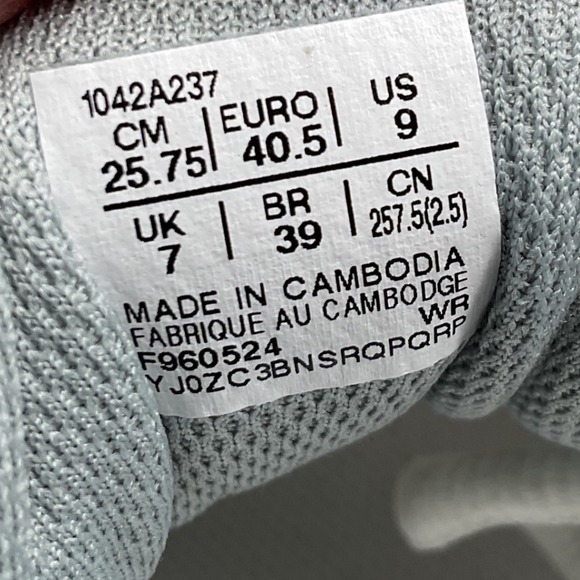 1042A237
CM | EURO | US
25.75 | 40.5 | 9
UK | BR | CN
7 | 39 | 257.5(2.5)
MADE IN CAMBODIA
FABRIQUE AU CAMBODGE
F960524 WR
YJ0ZC3BNSRQPQRP